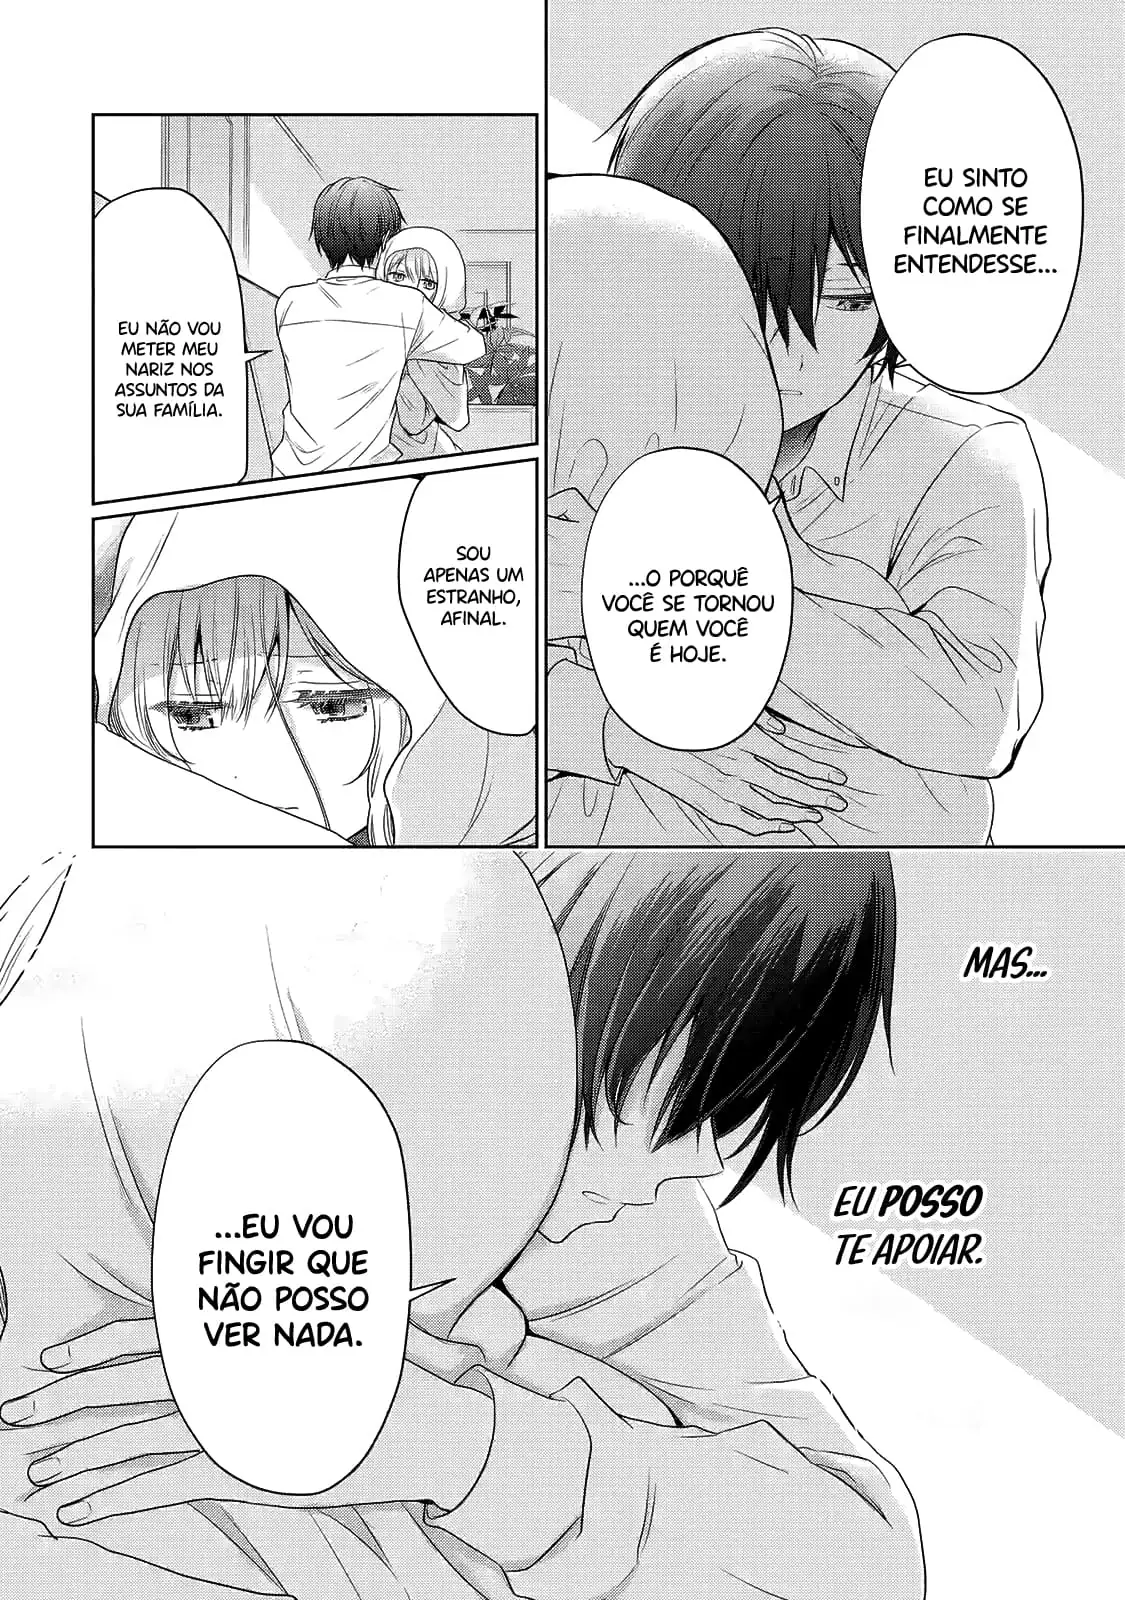 EU SINTO
COMO SE
FINALMENTE
ENTENDESSE...
...O PORQUÊ
VOCÊ SE TORNOU
QUEM VOCÊ
É HOJE.
EU NÃO VOU
METER MEU
NARIZ NOS
ASSUNTOS DA
SUA FAMÍLIA.
SOU
APENAS UM
ESTRANHO,
AFINAL.
MAS...
EU POSSO
TE APOIAR.
...EU VOU
FINGIR QUE
NÃO POSSO
VER NADA.